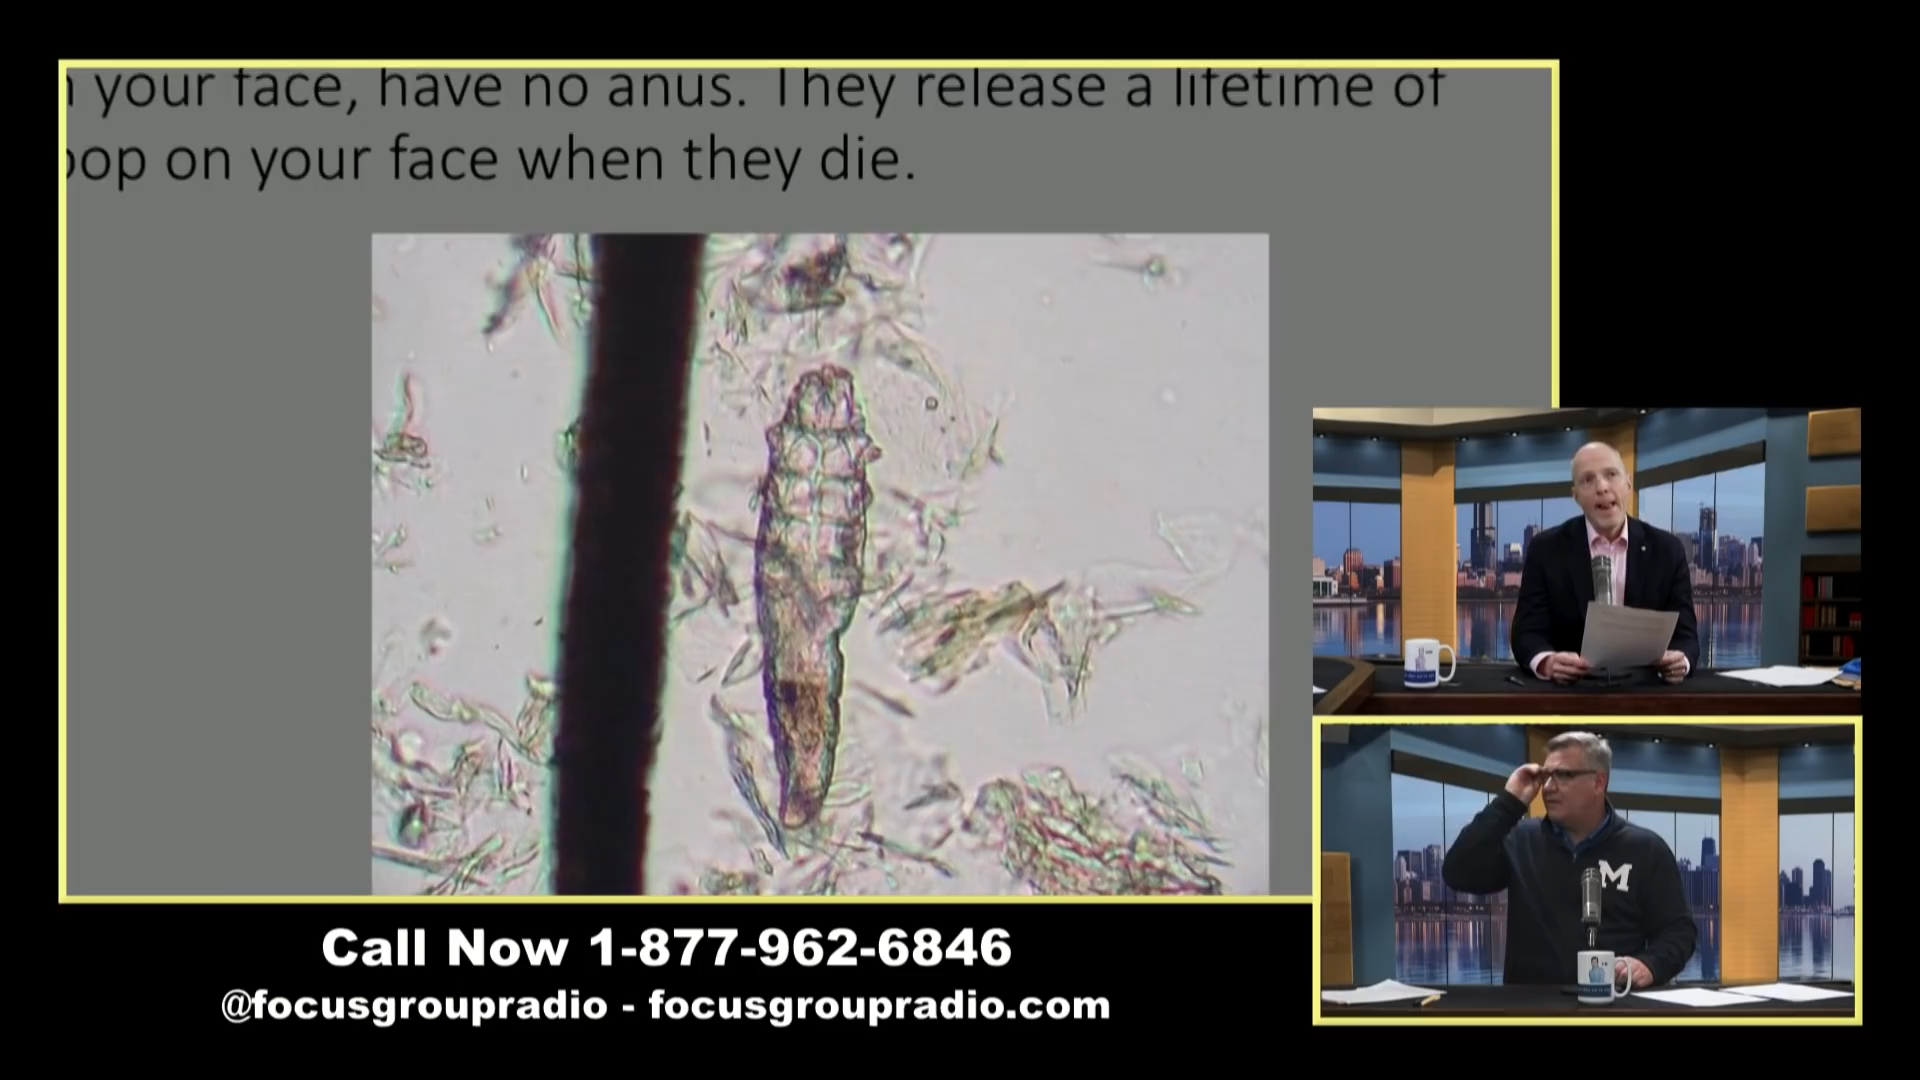 your face, have no anus. They release a lifetime of
on your face when they die.
Call Now 1-877-962-6846
@focusgroupradio - focusgroupradio.com
M